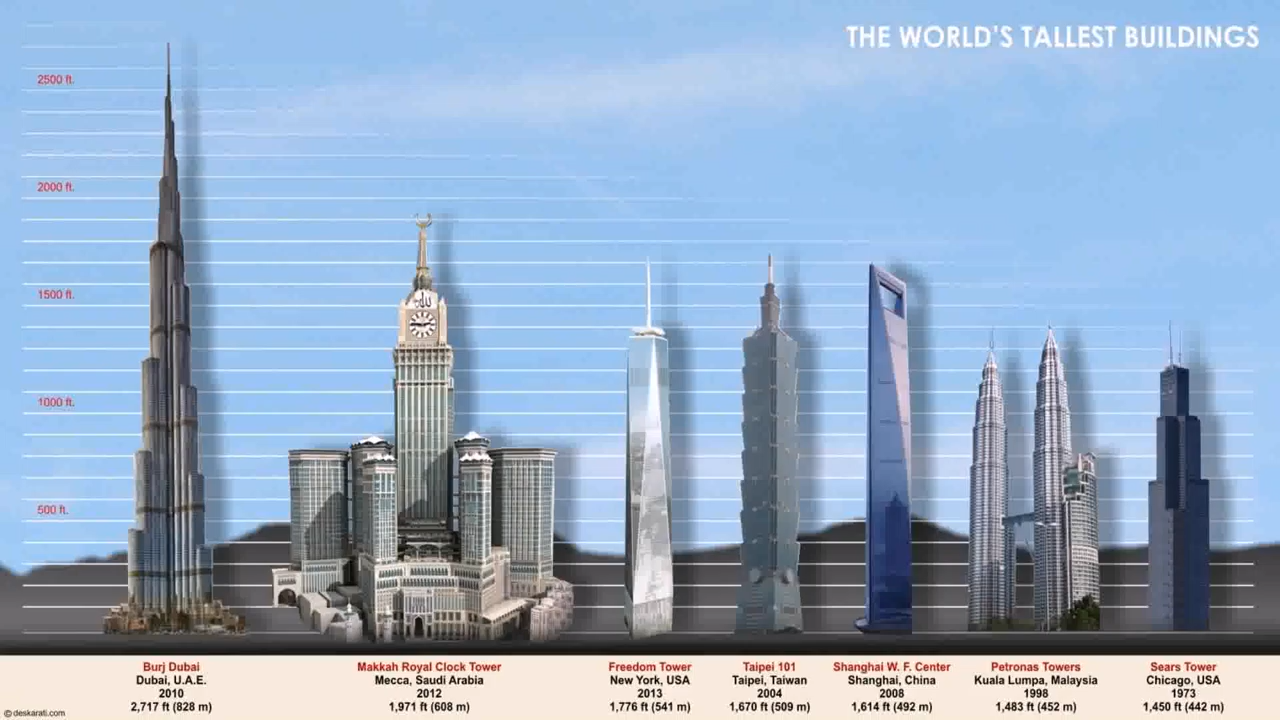 THE WORLD'S TALLEST BUILDINGS
2500 ft.
2000 ft.
1500 ft.
1000 ft.
500 ft.
Burj Dubai
Dubai, U.A.E.
2010
2,717 ft (828 m)
Makkah Royal Clock Tower
Mecca, Saudi Arabia
2012
1,971 ft (608 m)
Freedom Tower
New York, USA
2013
1,776 ft (541 m)
Taipei 101
Taipei, Taiwan
2004
1,670 ft (509 m)
Shanghai W. F. Center
Shanghai, China
2008
1,614 ft (492 m)
Petronas Towers
Kuala Lumpa, Malaysia
1998
1,483 ft (452 m)
Sears Tower
Chicago, USA
1973
1,450 ft (442 m)
© deskarati.com